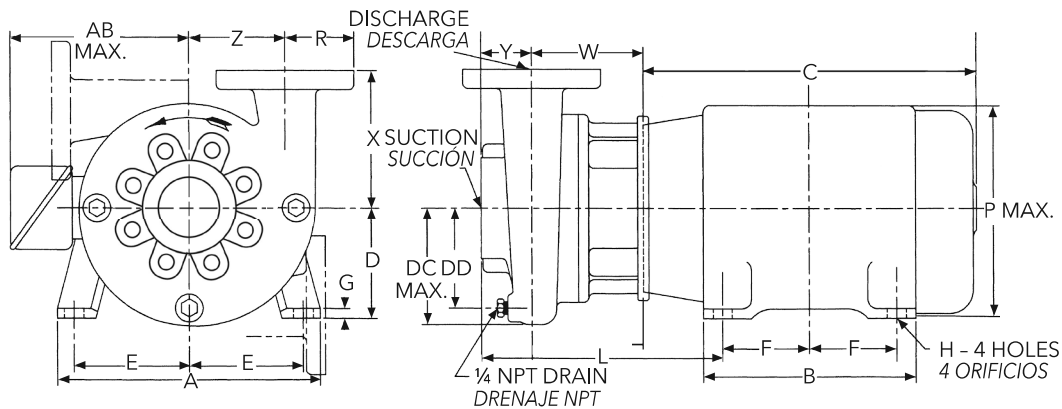 AB
MAX.
Z
R
X
D
G
E
E
A
DISCHARGE
DESCARGA
Y
W
C
SUCTION
SUCCIÓN
P MAX.
DC DD
MAX.
L
F
F
B
¼ NPT DRAIN
DRENAJE NPT
H – 4 HOLES
4 ORIFICIOS